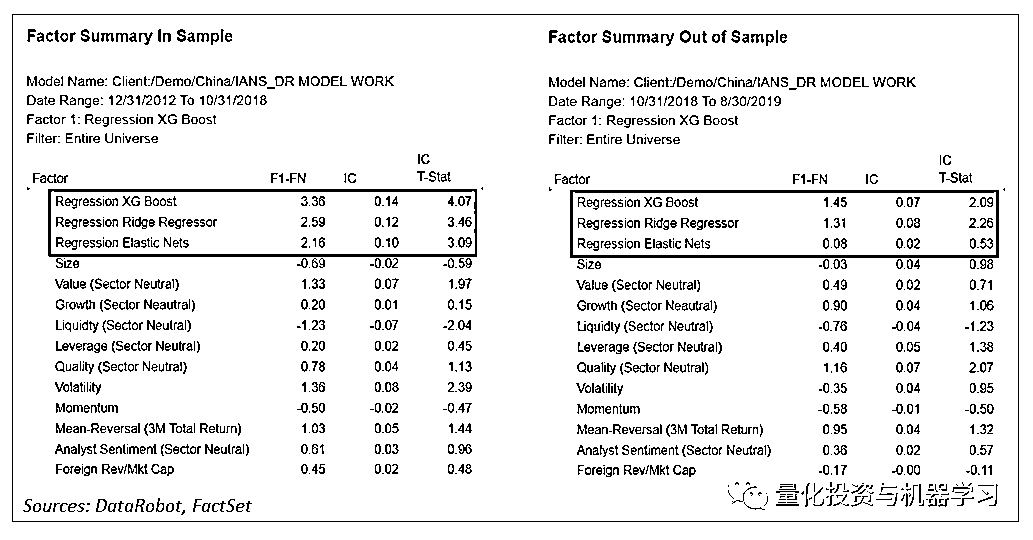 Factor Summary In Sample
Model Name: Client:/Demo/China/IANS_DR MODEL WORK
Date Range: 12/31/2012 To 10/31/2018
Factor 1: Regression XG Boost
Filter: Entire Universe
Factor F1-FN IC IC T-Stat
Regression XG Boost 3.36 0.14 4.07
Regression Ridge Regressor 2.59 0.12 3.46
Regression Elastic Nets 2.16 0.10 3.09
Size -0.69 -0.02 -0.59
Value (Sector Neutral) 1.33 0.07 1.97
Growth (Sector Neautral) 0.20 0.01 0.15
Liquidty (Sector Neutral) -1.23 -0.07 -2.04
Leverage (Sector Neutral) 0.20 0.02 0.45
Quality (Sector Neutral) 0.78 0.04 1.13
Volatility 1.36 0.08 2.39
Momentum -0.50 -0.02 -0.47
Mean-Reversal (3M Total Return) 1.03 0.05 1.44
Analyst Sentiment (Sector Neutral) 0.61 0.03 0.96
Foreign Rev/Mkt Cap 0.45 0.02 0.48
Factor Summary Out of Sample
Model Name: Client:/Demo/China/IANS_DR MODEL WORK
Date Range: 10/31/2018 To 8/30/2019
Factor 1: Regression XG Boost
Filter: Entire Universe
Factor F1-FN IC IC T-Stat
Regression XG Boost 1.45 0.07 2.09
Regression Ridge Regressor 1.31 0.08 2.26
Regression Elastic Nets 0.08 0.02 0.53
Size -0.03 0.04 0.98
Value (Sector Neutral) 0.49 0.02 0.71
Growth (Sector Neautral) 0.90 0.04 1.06
Liquidty (Sector Neutral) -0.76 -0.04 -1.23
Leverage (Sector Neutral) 0.40 0.05 1.38
Quality (Sector Neutral) 1.16 0.07 2.07
Volatility -0.35 0.04 0.95
Momentum -0.58 -0.01 -0.50
Mean-Reversal (3M Total Return) 0.95 0.04 1.32
Analyst Sentiment (Sector Neutral) 0.36 0.02 0.57
Foreign Rev/Mkt Cap -0.17 -0.00 -0.11
Sources: DataRobot, FactSet
量化投资与机器学习